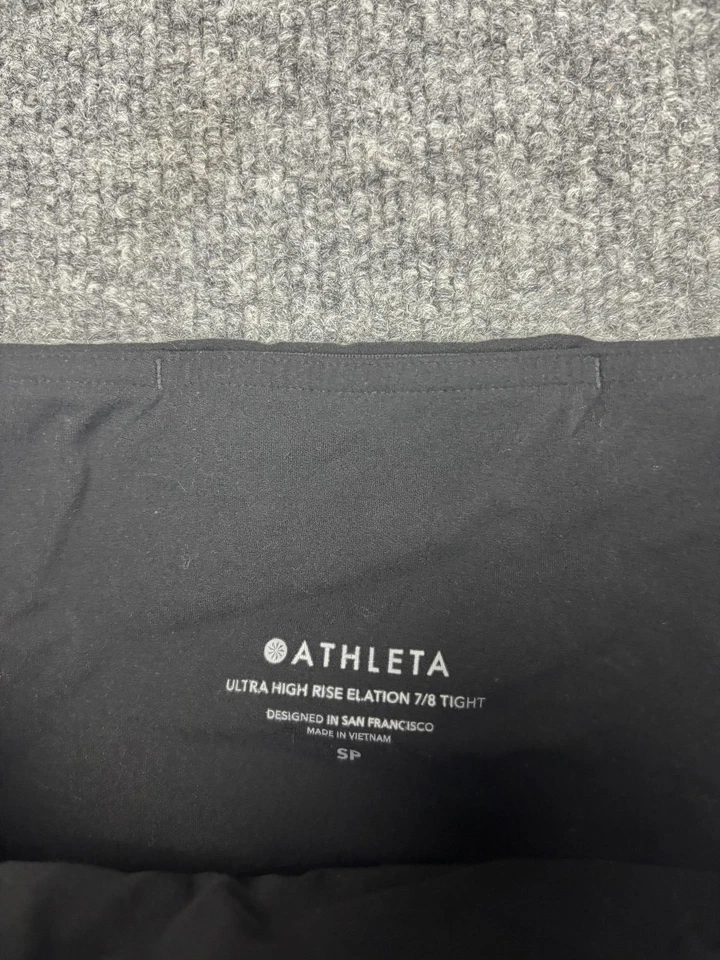 ATHLETA
ULTRA HIGH RISE ELATION 7/8 TIGHT
DESIGNED IN SAN FRANCISCO
MADE IN VIETNAM
SP